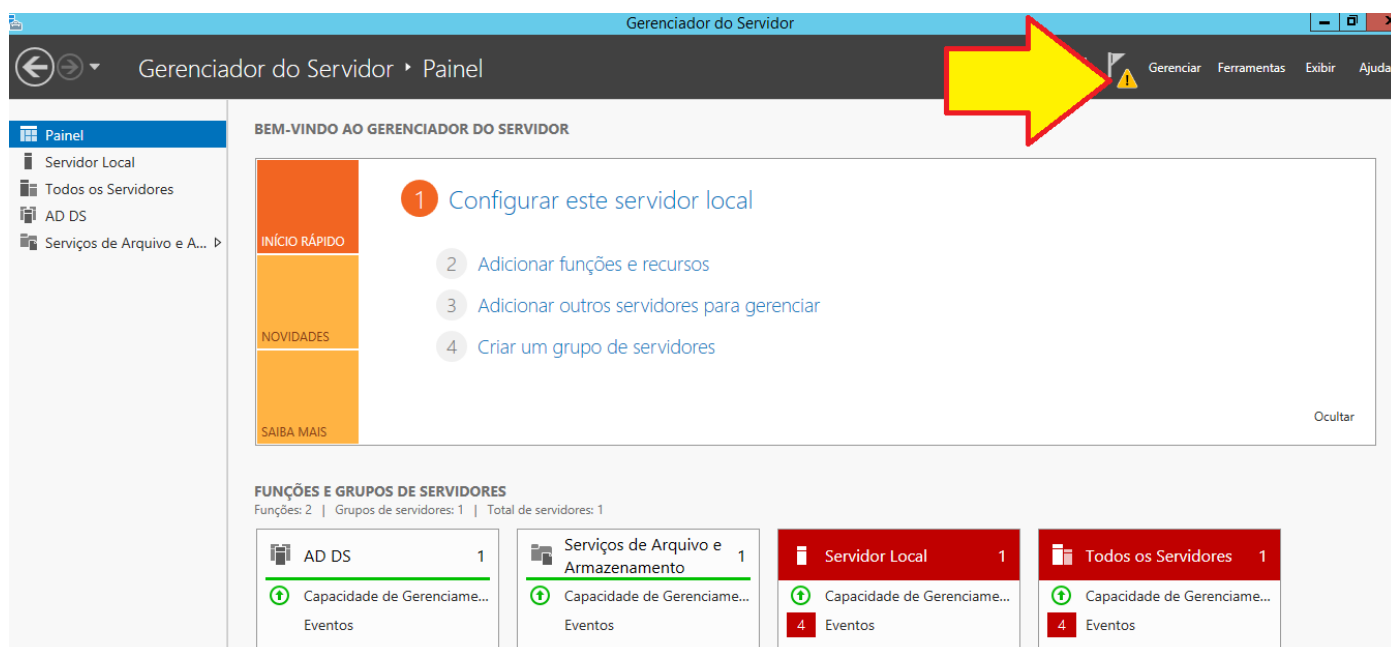 Gerenciador do Servidor
Gerenciador do Servidor ‣ Painel
Gerenciar Ferramentas Exibir Ajuda
Painel
Servidor Local
Todos os Servidores
AD DS
Serviços de Arquivo e A...
BEM-VINDO AO GERENCIADOR DO SERVIDOR
INÍCIO RÁPIDO
NOVIDADES
SAIBA MAIS
1 Configurar este servidor local
2 Adicionar funções e recursos
3 Adicionar outros servidores para gerenciar
4 Criar um grupo de servidores
Ocultar
FUNÇÕES E GRUPOS DE SERVIDORES
Funções: 2 | Grupos de servidores: 1 | Total de servidores: 1
AD DS 1
Capacidade de Gerenciame...
Eventos
Serviços de Arquivo e
Armazenamento 1
Capacidade de Gerenciame...
Eventos
Servidor Local 1
Capacidade de Gerenciame...
4 Eventos
Todos os Servidores 1
Capacidade de Gerenciame...
4 Eventos